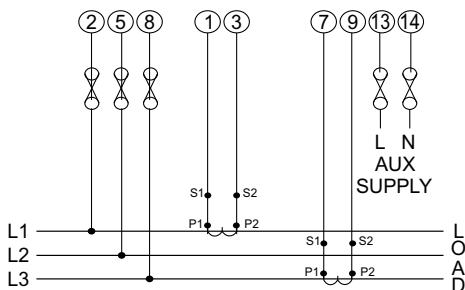 2 5 8 1 3 7 9 13 14
L N
AUX
SUPPLY
S1 S2
P1 P2
L1 L
S1 S2
L2 O
P1 P2
L3 A
D